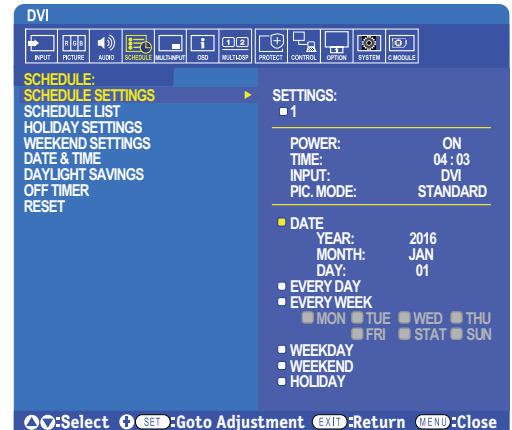 DVI
RGB
1 2
INPUT PICTURE AUDIO SCHEDULE MULTI-INPUT OSD MULTI-DSP PROTECT CONTROL OPTION SYSTEM C MODULE
SCHEDULE:
SCHEDULE SETTINGS
SCHEDULE LIST
HOLIDAY SETTINGS
WEEKEND SETTINGS
DATE & TIME
DAYLIGHT SAVINGS
OFF TIMER
RESET
SETTINGS:
1
POWER: ON
TIME: 04 : 03
INPUT: DVI
PIC. MODE: STANDARD
DATE
YEAR: 2016
MONTH: JAN
DAY: 01
EVERY DAY
EVERY WEEK
MON TUE WED THU
FRI STAT SUN
WEEKDAY
WEEKEND
HOLIDAY
:Select SET:Goto Adjustment EXIT:Return MENU:Close